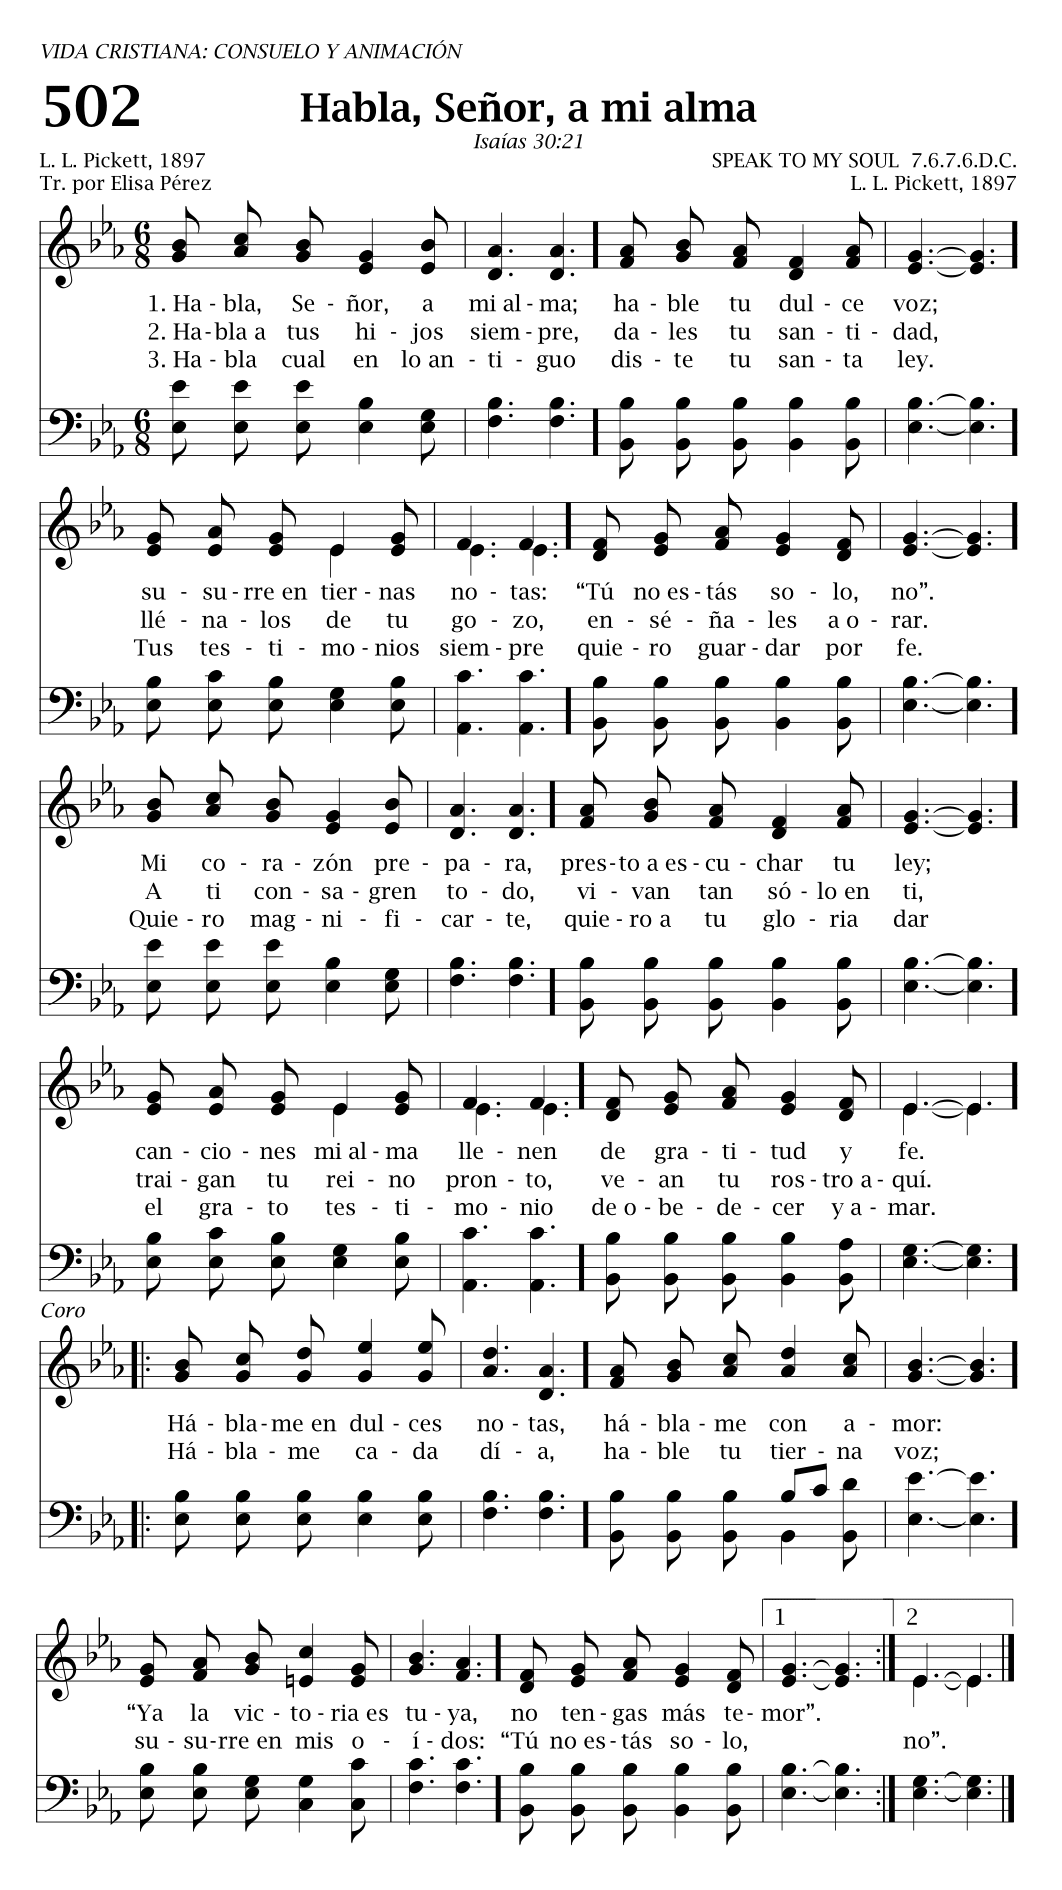 VIDA CRISTIANA: CONSUELO Y ANIMACIÓN
502
Habla, Señor, a mi alma
Isaías 30:21
L. L. Pickett, 1897
SPEAK TO MY SOUL 7.6.7.6.D.C.
Tr. por Elisa Pérez
L. L. Pickett, 1897
1. Ha - bla, Se - ñor, a mi al - ma; ha - ble tu dul - ce voz;
2. Ha - bla a tus hi - jos siem - pre, da - les tu san - ti - dad,
3. Ha - bla cual en lo an - ti - guo dis - te tu san - ta ley.
su - su - rre en tier - nas no - tas: “Tú no es - tás so - lo, no”.
llé - na - los de tu go - zo, en - sé - ña - les a o - rar.
Tus tes - ti - mo - nios siem - pre quie - ro guar - dar por fe.
Mi co - ra - zón pre - pa - ra, pres - to a es - cu - char tu ley;
A ti con - sa - gren to - do, vi - van tan só - lo en ti,
Quie - ro mag - ni - fi - car - te, quie - ro a tu glo - ria dar
can - cio - nes mi al - ma lle - nen de gra - ti - tud y fe.
trai - gan tu rei - no pron - to, ve - an tu ros - tro a - quí.
el gra - to tes - ti - mo - nio de o - be - de - cer y a - mar.
Coro
Há - bla - me en dul - ces no - tas, há - bla - me con a - mor:
Há - bla - me ca - da dí - a, ha - ble tu tier - na voz;
1 2
“Ya la vic - to - ria es tu - ya, no ten - gas más te - mor”.
su - su - rre en mis o - í - dos: “Tú no es - tás so - lo, no”.